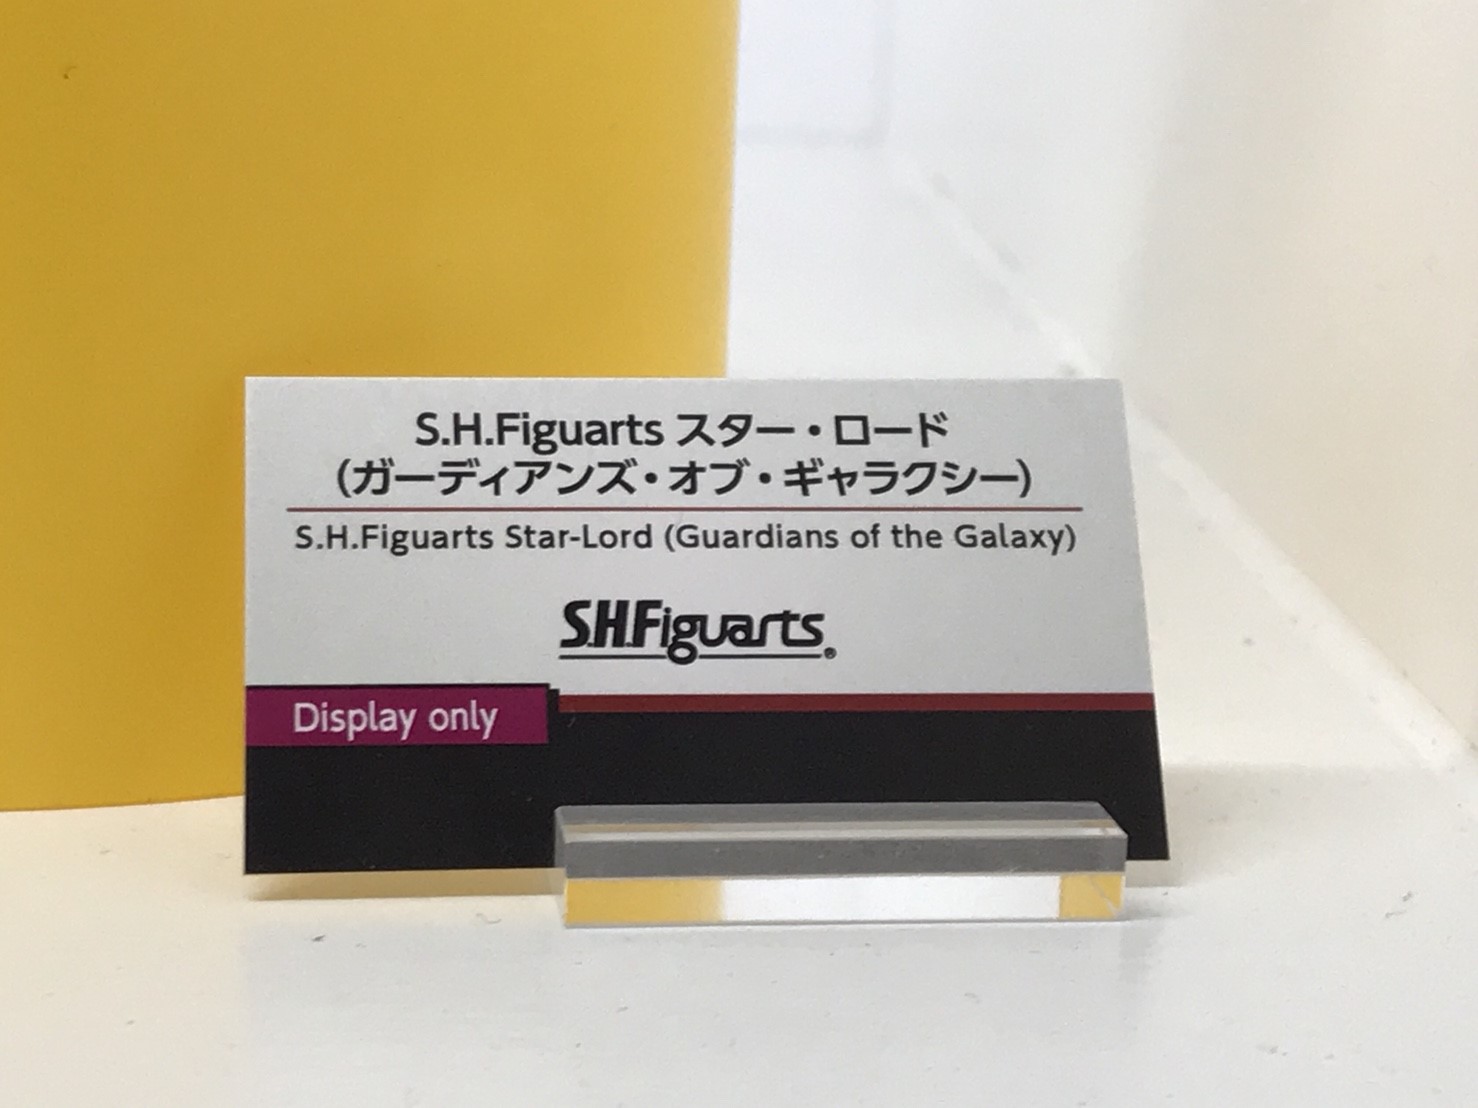 S.H.Figuarts スター・ロード
(ガーディアンズ・オブ・ギャラクシー)
S.H.Figuarts Star-Lord (Guardians of the Galaxy)
S.H.Figuarts®
Display only